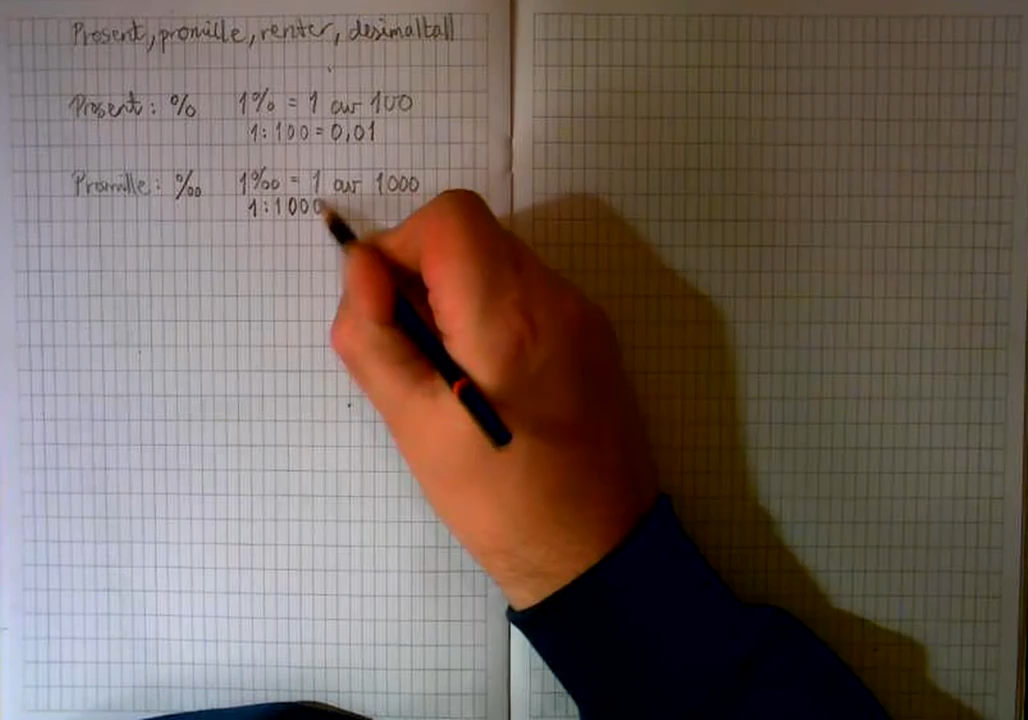 Prosent, promille, renter, desimaltall
Prosent: % 1% = 1 av 100
1:100 = 0,01
Promille: ‰ 1‰ = 1 av 1000
1:1000